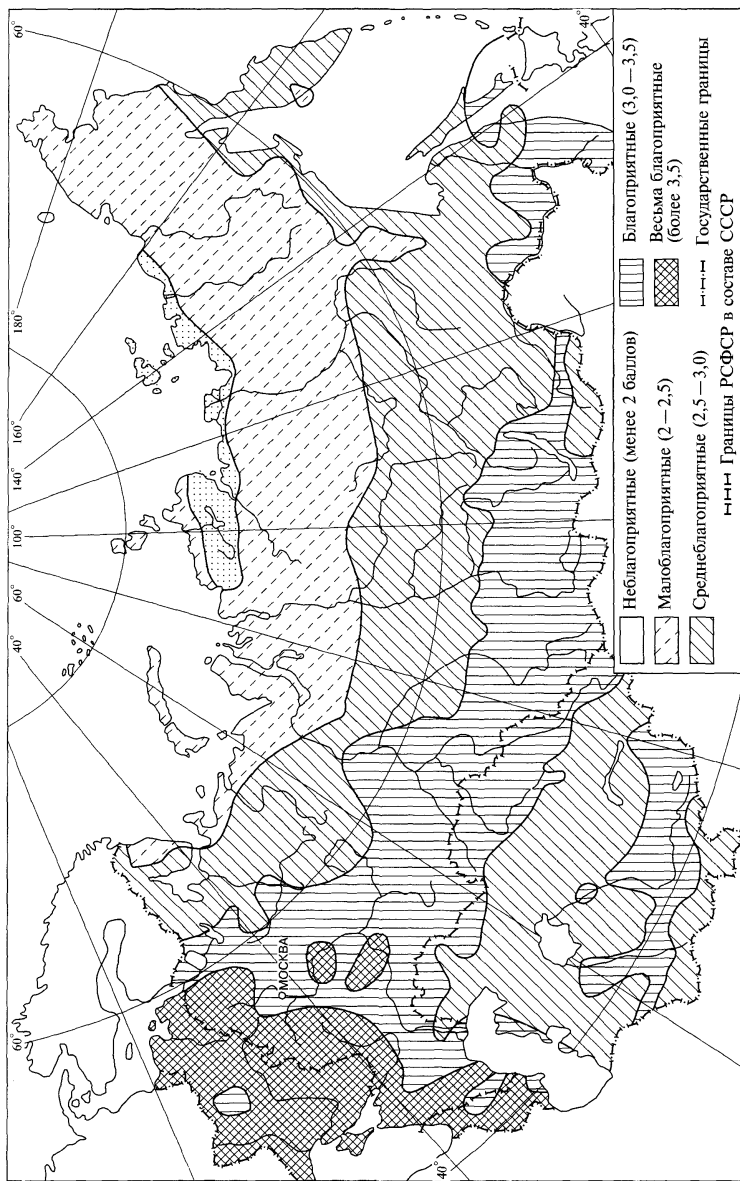 60°
180°
160°
140°
100°
60°
40°
60°
40°
40°
МОСКВА
Неблагоприятные (менее 2 баллов)
Малоблагоприятные (2 — 2,5)
Среднеблагоприятные (2,5 — 3,0)
Благоприятные (3,0 — 3,5)
Весьма благоприятные
(более 3,5)
Государственные границы
Границы РСФСР в составе СССР